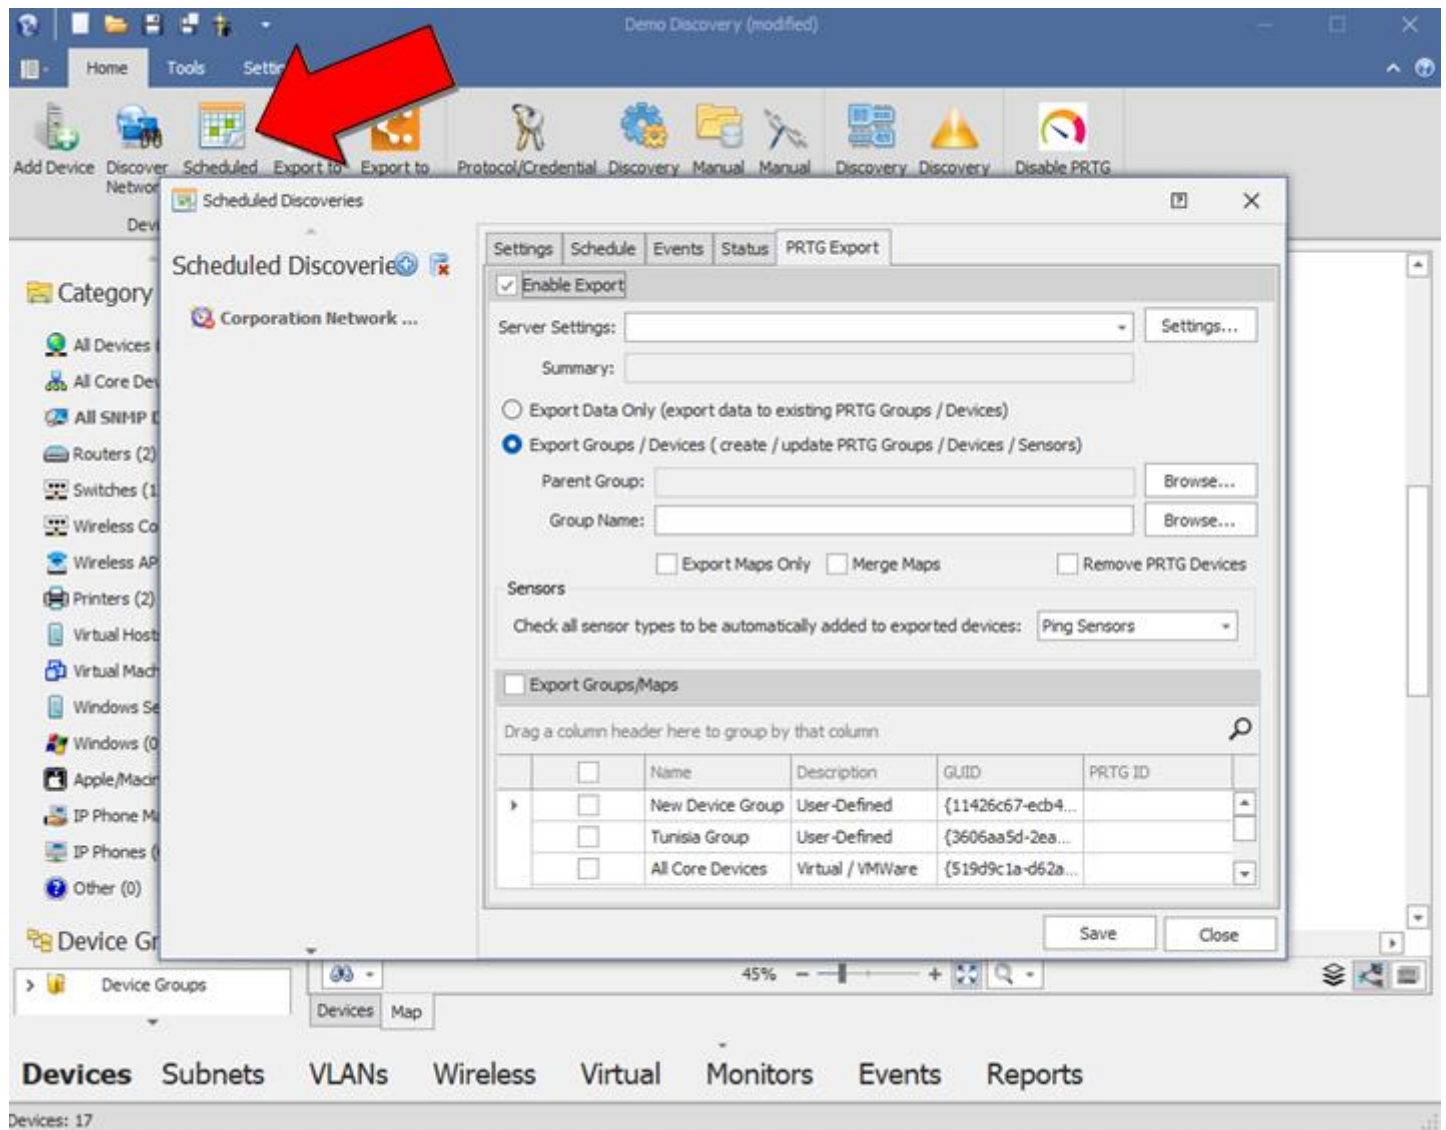 Demo Discovery (modified)
Home Tools
Add Device Discover Scheduled Export to Export to Protocol/Credential Discovery Manual Manual Discovery Discovery Disable PRTG
Scheduled Discoveries
Scheduled Discoveries
Corporation Network ...
Settings Schedule Events Status PRTG Export
Enable Export
Server Settings: Settings...
Summary:
Export Data Only (export data to existing PRTG Groups / Devices)
Export Groups / Devices ( create / update PRTG Groups / Devices / Sensors)
Parent Group: Browse...
Group Name: Browse...
Export Maps Only Merge Maps Remove PRTG Devices
Sensors
Check all sensor types to be automatically added to exported devices: Ping Sensors
Export Groups/Maps
Drag a column header here to group by that column
Name Description GUID PRTG ID
New Device Group User-Defined {11426c67-ecb4...
Tunisia Group User-Defined {3606aa5d-2ea...
All Core Devices Virtual / VMWare {519d9c1a-d62a...
Save Close
Category
All Devices
All Core Dev
All SNMP
Routers (2)
Switches (1
Wireless Co
Wireless AP
Printers (2)
Virtual Host
Virtual Mach
Windows Se
Windows (0
Apple/Macin
IP Phone Ma
IP Phones (
Other (0)
Device Gr
Device Groups
45%
Devices Map
Devices Subnets VLANs Wireless Virtual Monitors Events Reports
Devices: 17